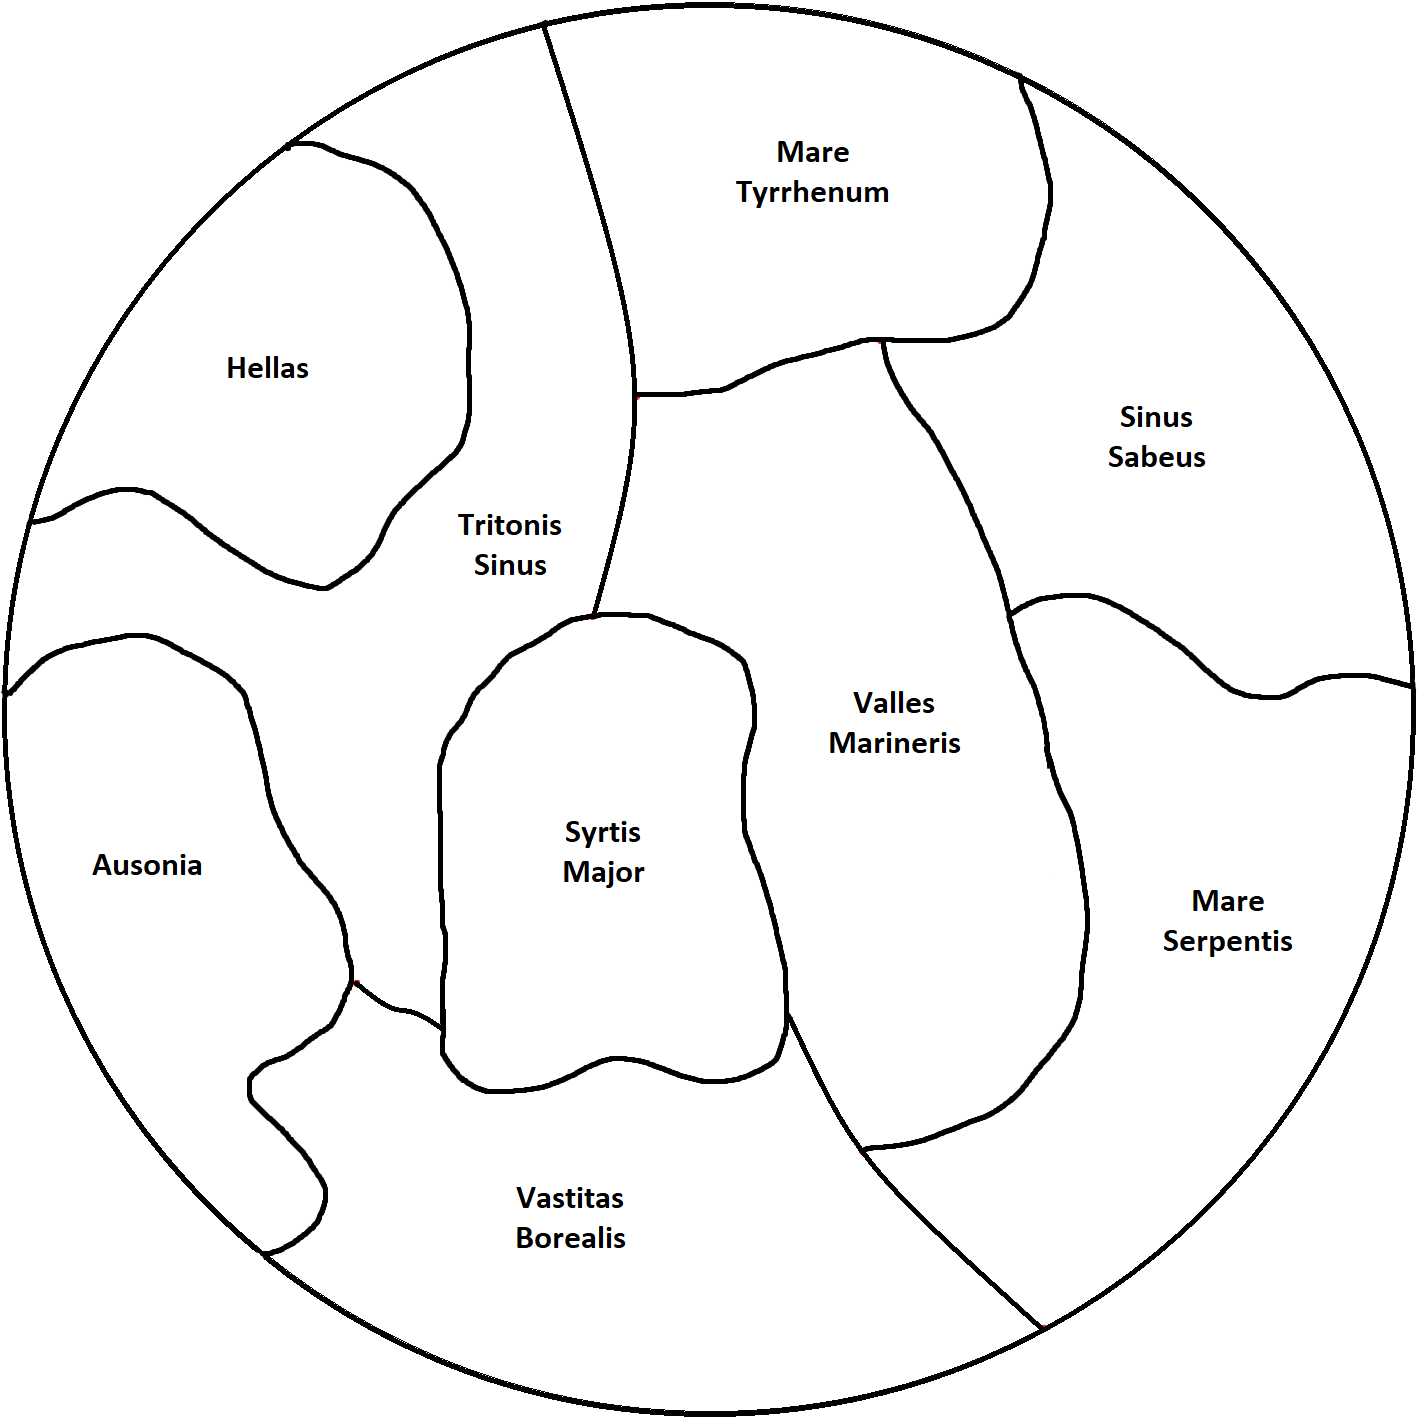 Mare
Tyrrhenum
Hellas
Sinus
Sabeus
Tritonis
Sinus
Valles
Marineris
Syrtis
Major
Ausonia
Mare
Serpentis
Vastitas
Borealis